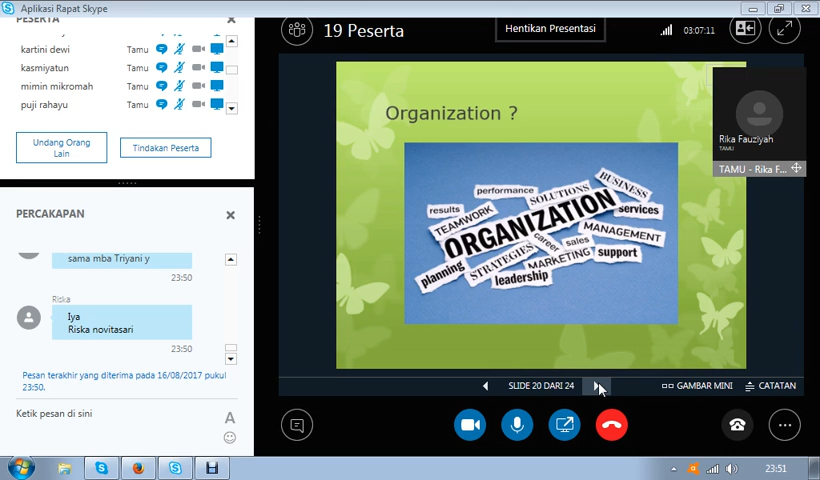 Aplikasi Rapat Skype
PESERTA
kartini dewi Tamu
kasmiyatun Tamu
mimin mikromah Tamu
puji rahayu Tamu
Undang Orang
Lain
Tindakan Peserta
PERCAKAPAN
sama mba Triyani y
23:50
Riska
Iya
Riska novitasari
23:50
Pesan terakhir yang diterima pada 16/08/2017 pukul
23:50.
Ketik pesan di sini
A
19 Peserta
Hentikan Presentasi
03:07:11
Organization ?
performance
SOLUTIONS
BUSINESS
results
TEAMWORK
ORGANIZATION
services
career
sales
MANAGEMENT
planning
STRATEGIES
MARKETING
support
leadership
Rika Fauziyah
TAMU
TAMU - Rika F...
SLIDE 20 DARI 24
GAMBAR MINI
CATATAN
23:51